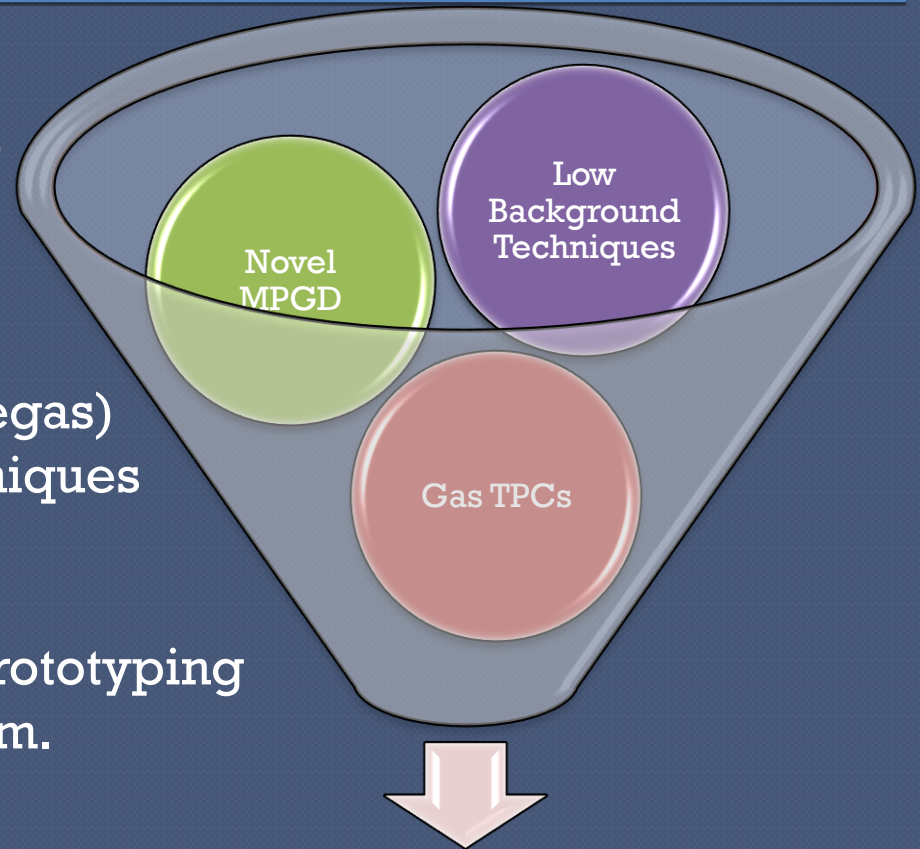 Low
Background
Techniques
Novel
MPGD
egas)
niques
Gas TPCs
rototyping
m.